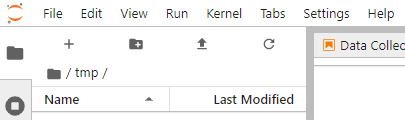 File Edit View Run Kernel Tabs Settings Help
Data Collec
/ tmp /
Name Last Modified